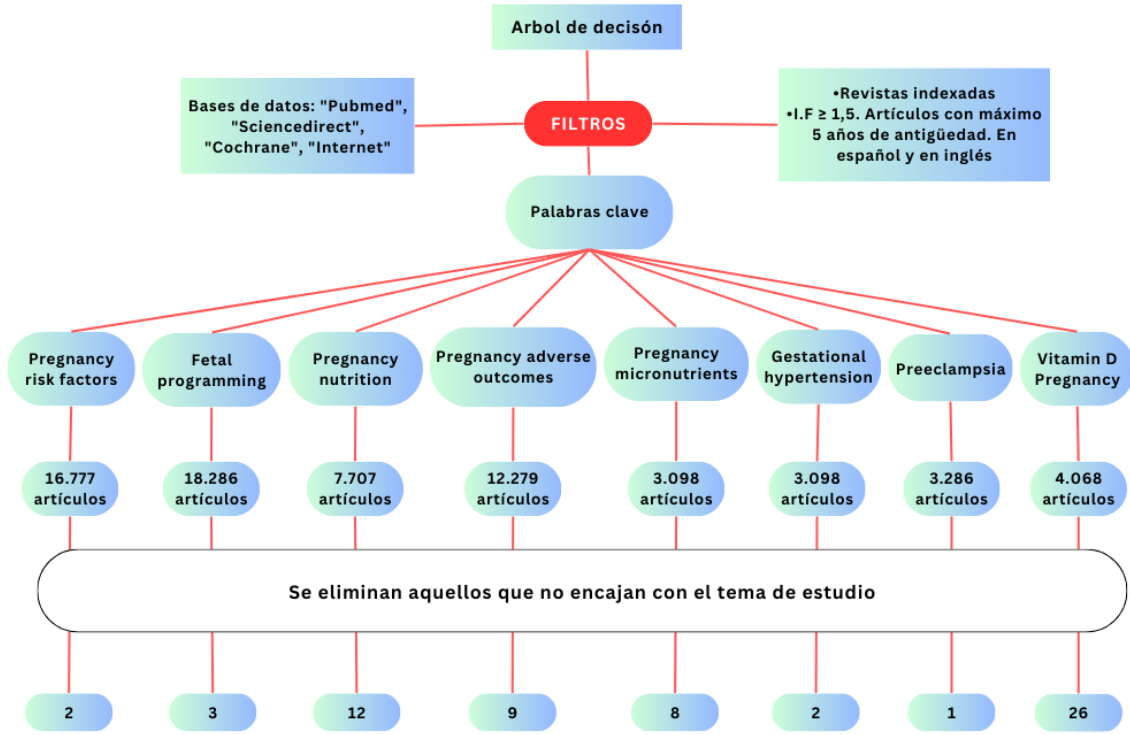 Arbol de decisón
Bases de datos: "Pubmed",
"Sciencedirect",
"Cochrane", "Internet"
FILTROS
•Revistas indexadas
•I.F ≥ 1,5. Artículos con máximo
5 años de antigüedad. En
español y en inglés
Palabras clave
Pregnancy
risk factors
Fetal
programming
Pregnancy
nutrition
Pregnancy adverse
outcomes
Pregnancy
micronutrients
Gestational
hypertension
Preeclampsia
Vitamin D
Pregnancy
16.777
artículos
18.286
artículos
7.707
artículos
12.279
artículos
3.098
artículos
3.098
artículos
3.286
artículos
4.068
artículos
Se eliminan aquellos que no encajan con el tema de estudio
2
3
12
9
8
2
1
26